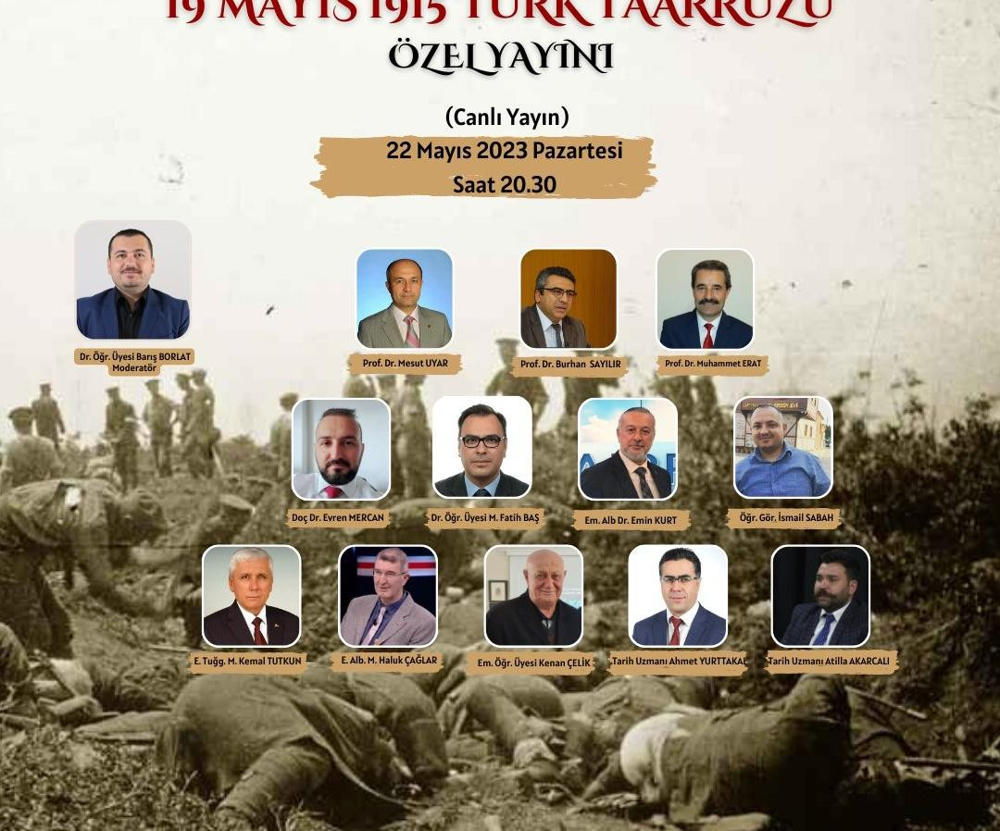 19 MAYIS 1915 TÜRK TAARRUZU
ÖZEL YAYINI
(Canlı Yayın)
22 Mayıs 2023 Pazartesi
Saat 20.30
Dr. Öğr. Üyesi Barış BORLAT
Moderatör
Prof. Dr. Mesut UYAR
Prof. Dr. Burhan SAYILIR
Prof. Dr. Muhammet ERAT
Doç Dr. Evren MERCAN
Dr. Öğr. Üyesi M. Fatih BAŞ
Em. Alb Dr. Emin KURT
Öğr. Gör. İsmail SABAH
E. Tuğg. M. Kemal TUTKUN
E. Alb. M. Haluk ÇAĞLAR
Em. Öğr. Üyesi Kenan ÇELİK
Tarih Uzmanı Ahmet YURTTAKAL
Tarih Uzmanı Atilla AKARCALI